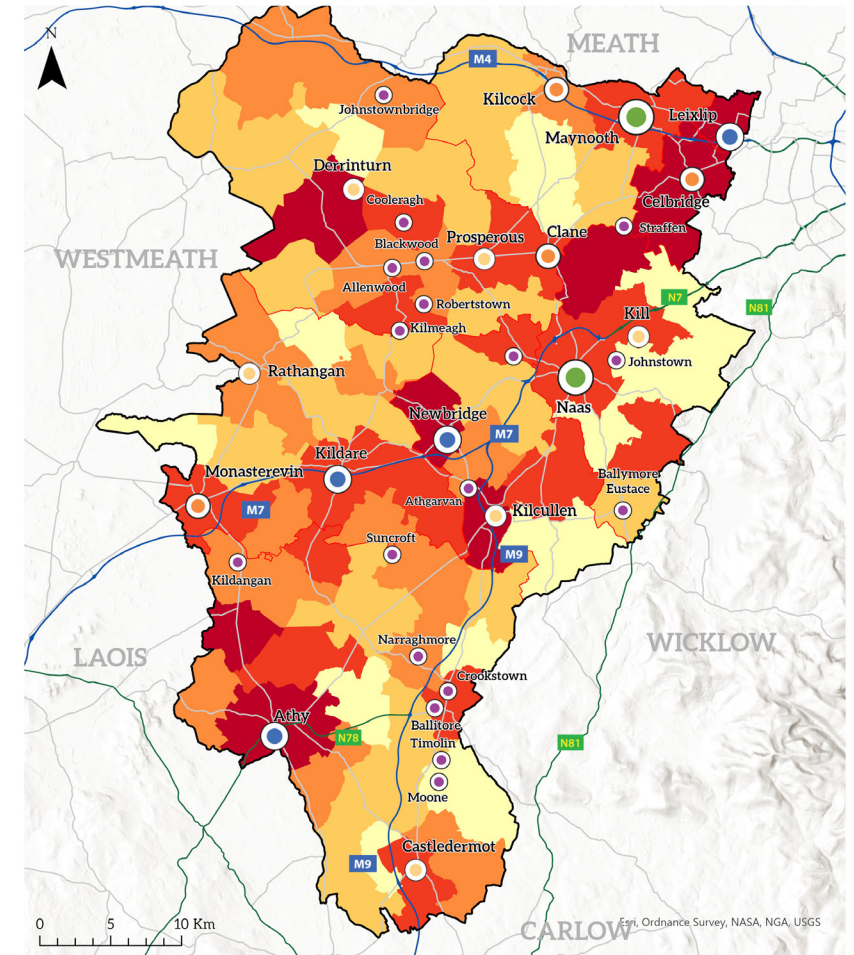 N
MEATH
M4
Kilcock
Johnstownbridge
Leixlip
Maynooth
Derrinturn
Celbridge
Cooleragh
Straffen
Blackwood
Prosperous
Clane
WESTMEATH
Allenwood
N7
N81
Robertstown
Kill
Kilmeagh
Johnstown
Rathangan
Naas
Newbridge
M7
Kildare
Monasterevin
Ballymore
Eustace
Athgarvan
M7
Kilcullen
Suncroft
M9
Kildangan
Narraghmore
WICKLOW
LAOIS
Crookstown
Athy
Ballitore
N78
Timolin
N81
Moone
Castledermot
M9
0 5 10 Km
CARLOW
Esri, Ordnance Survey, NASA, NGA, USGS